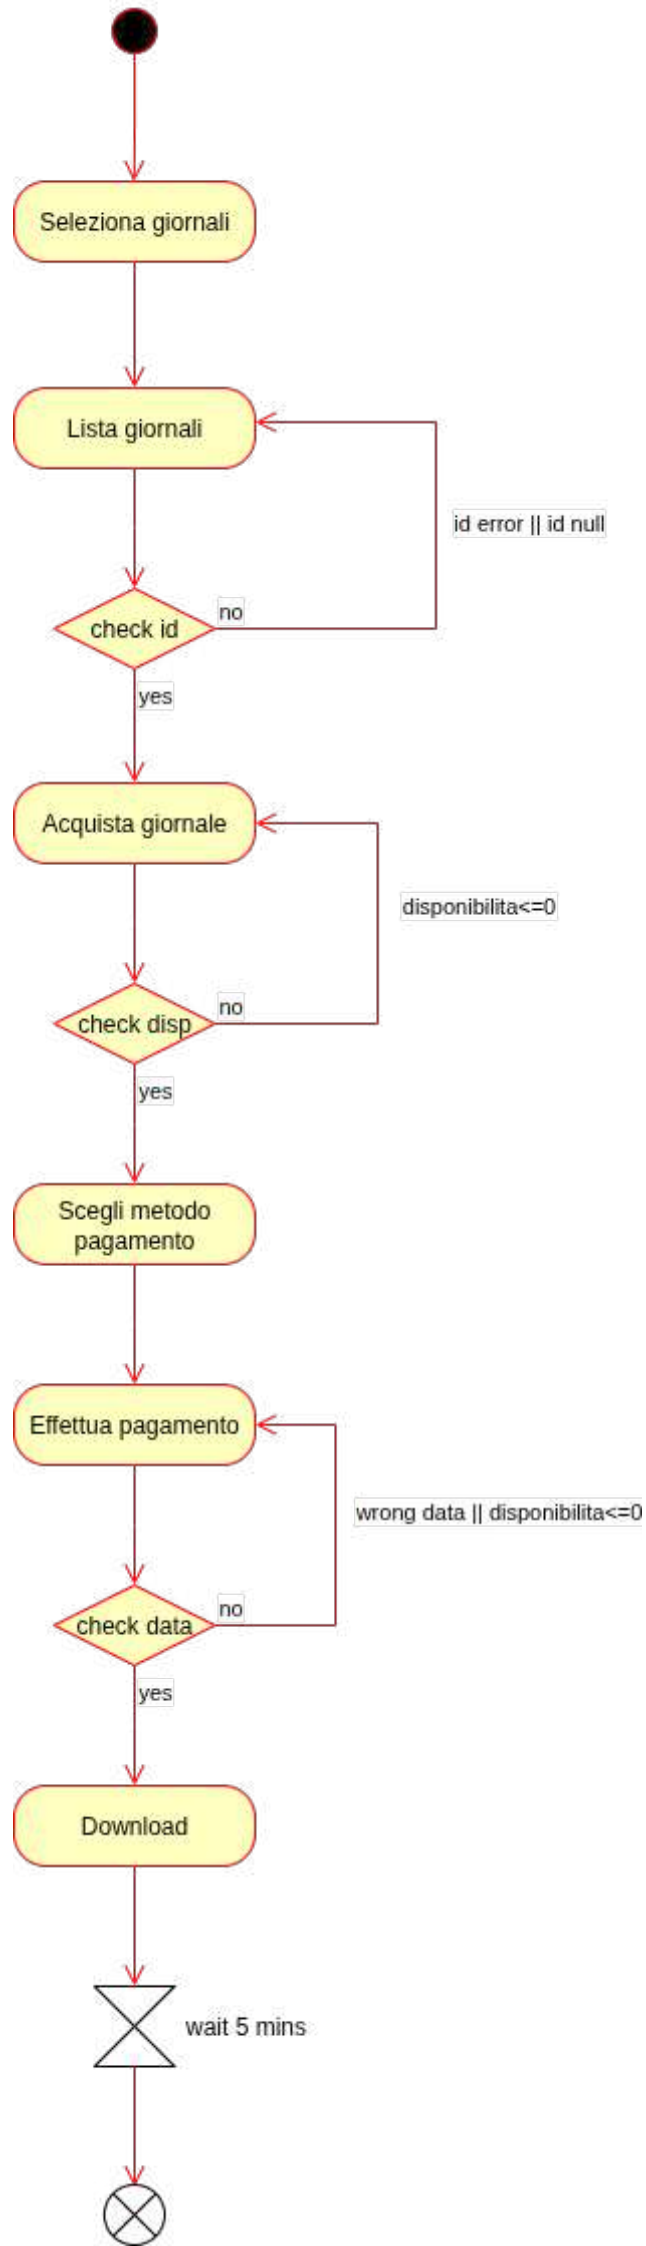 Seleziona giornali
Lista giornali
id error || id null
no
check id
yes
Acquista giornale
disponibilita<=0
no
check disp
yes
Scegli metodo
pagamento
Effettua pagamento
wrong data || disponibilita<=0
no
check data
yes
Download
wait 5 mins